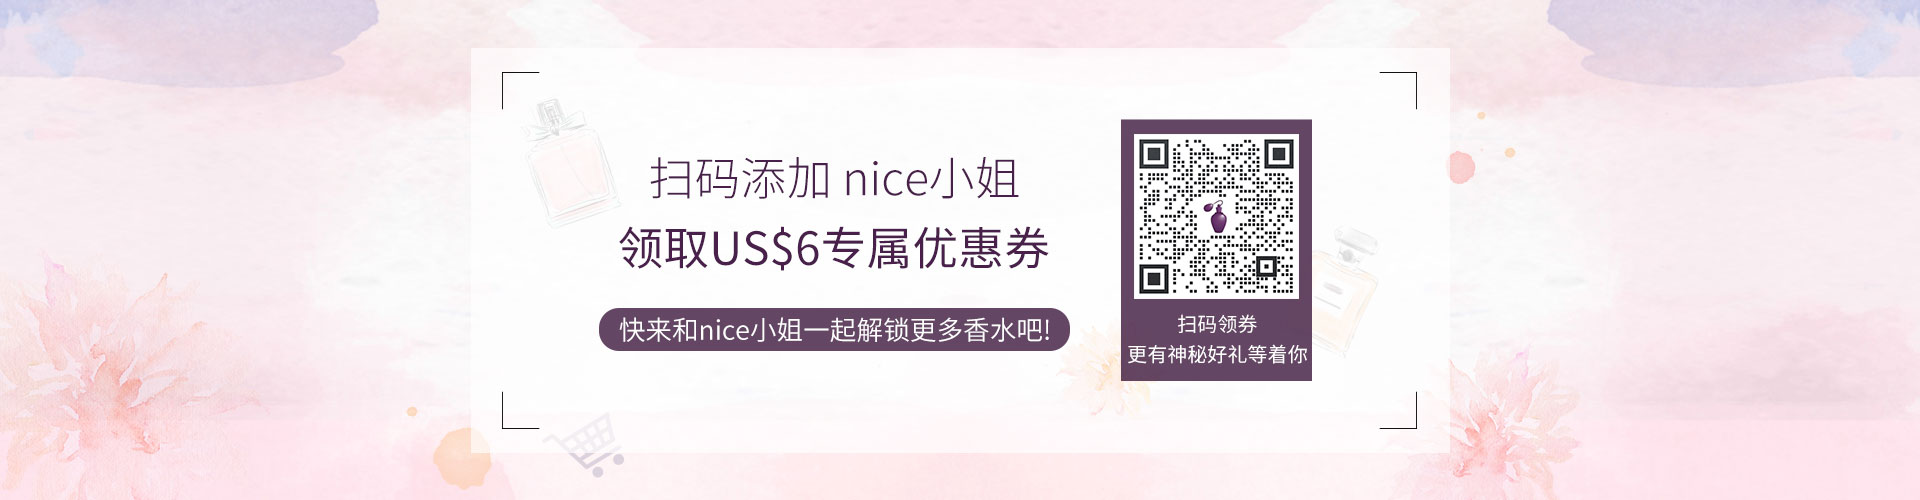 扫码添加 nice小姐
领取US$6专属优惠券
快来和nice小姐一起解锁更多香水吧!
扫码领券
更有神秘好礼等着你